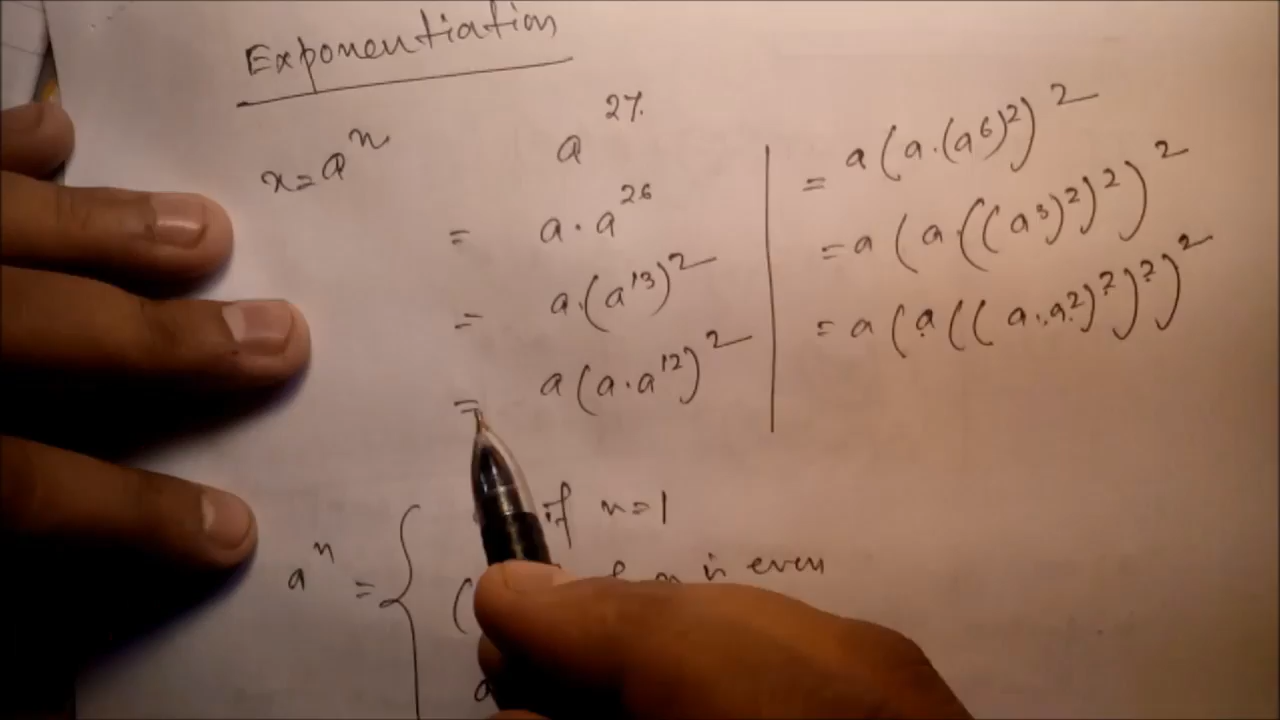 Exponentiation
x = a^n
a^27.
= a · a^26
= a · (a^13)^2
= a (a · a^12)^2
= a (a · (a^6)^2)^2
= a (a · ((a^3)^2)^2)^2
= a (a ((a · a^2)^2)^2)^2
a^n = {
if n = 1
( n is even
a